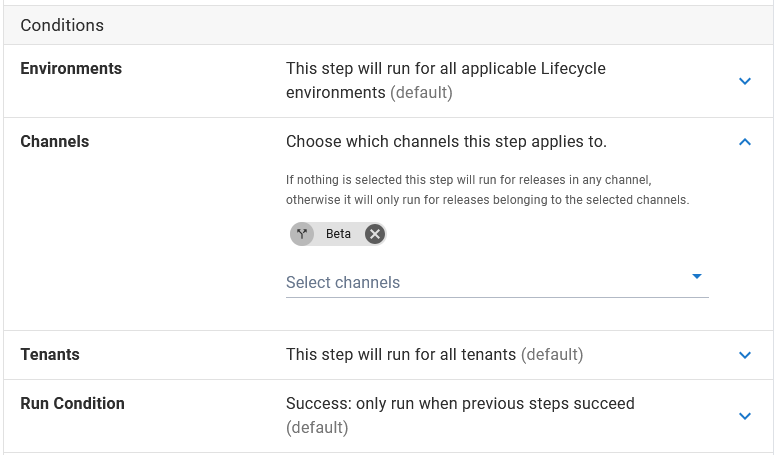 Conditions
Environments
This step will run for all applicable Lifecycle
environments (default)
Channels
Choose which channels this step applies to.
If nothing is selected this step will run for releases in any channel,
otherwise it will only run for releases belonging to the selected channels.
Beta
Select channels
Tenants
This step will run for all tenants (default)
Run Condition
Success: only run when previous steps succeed
(default)